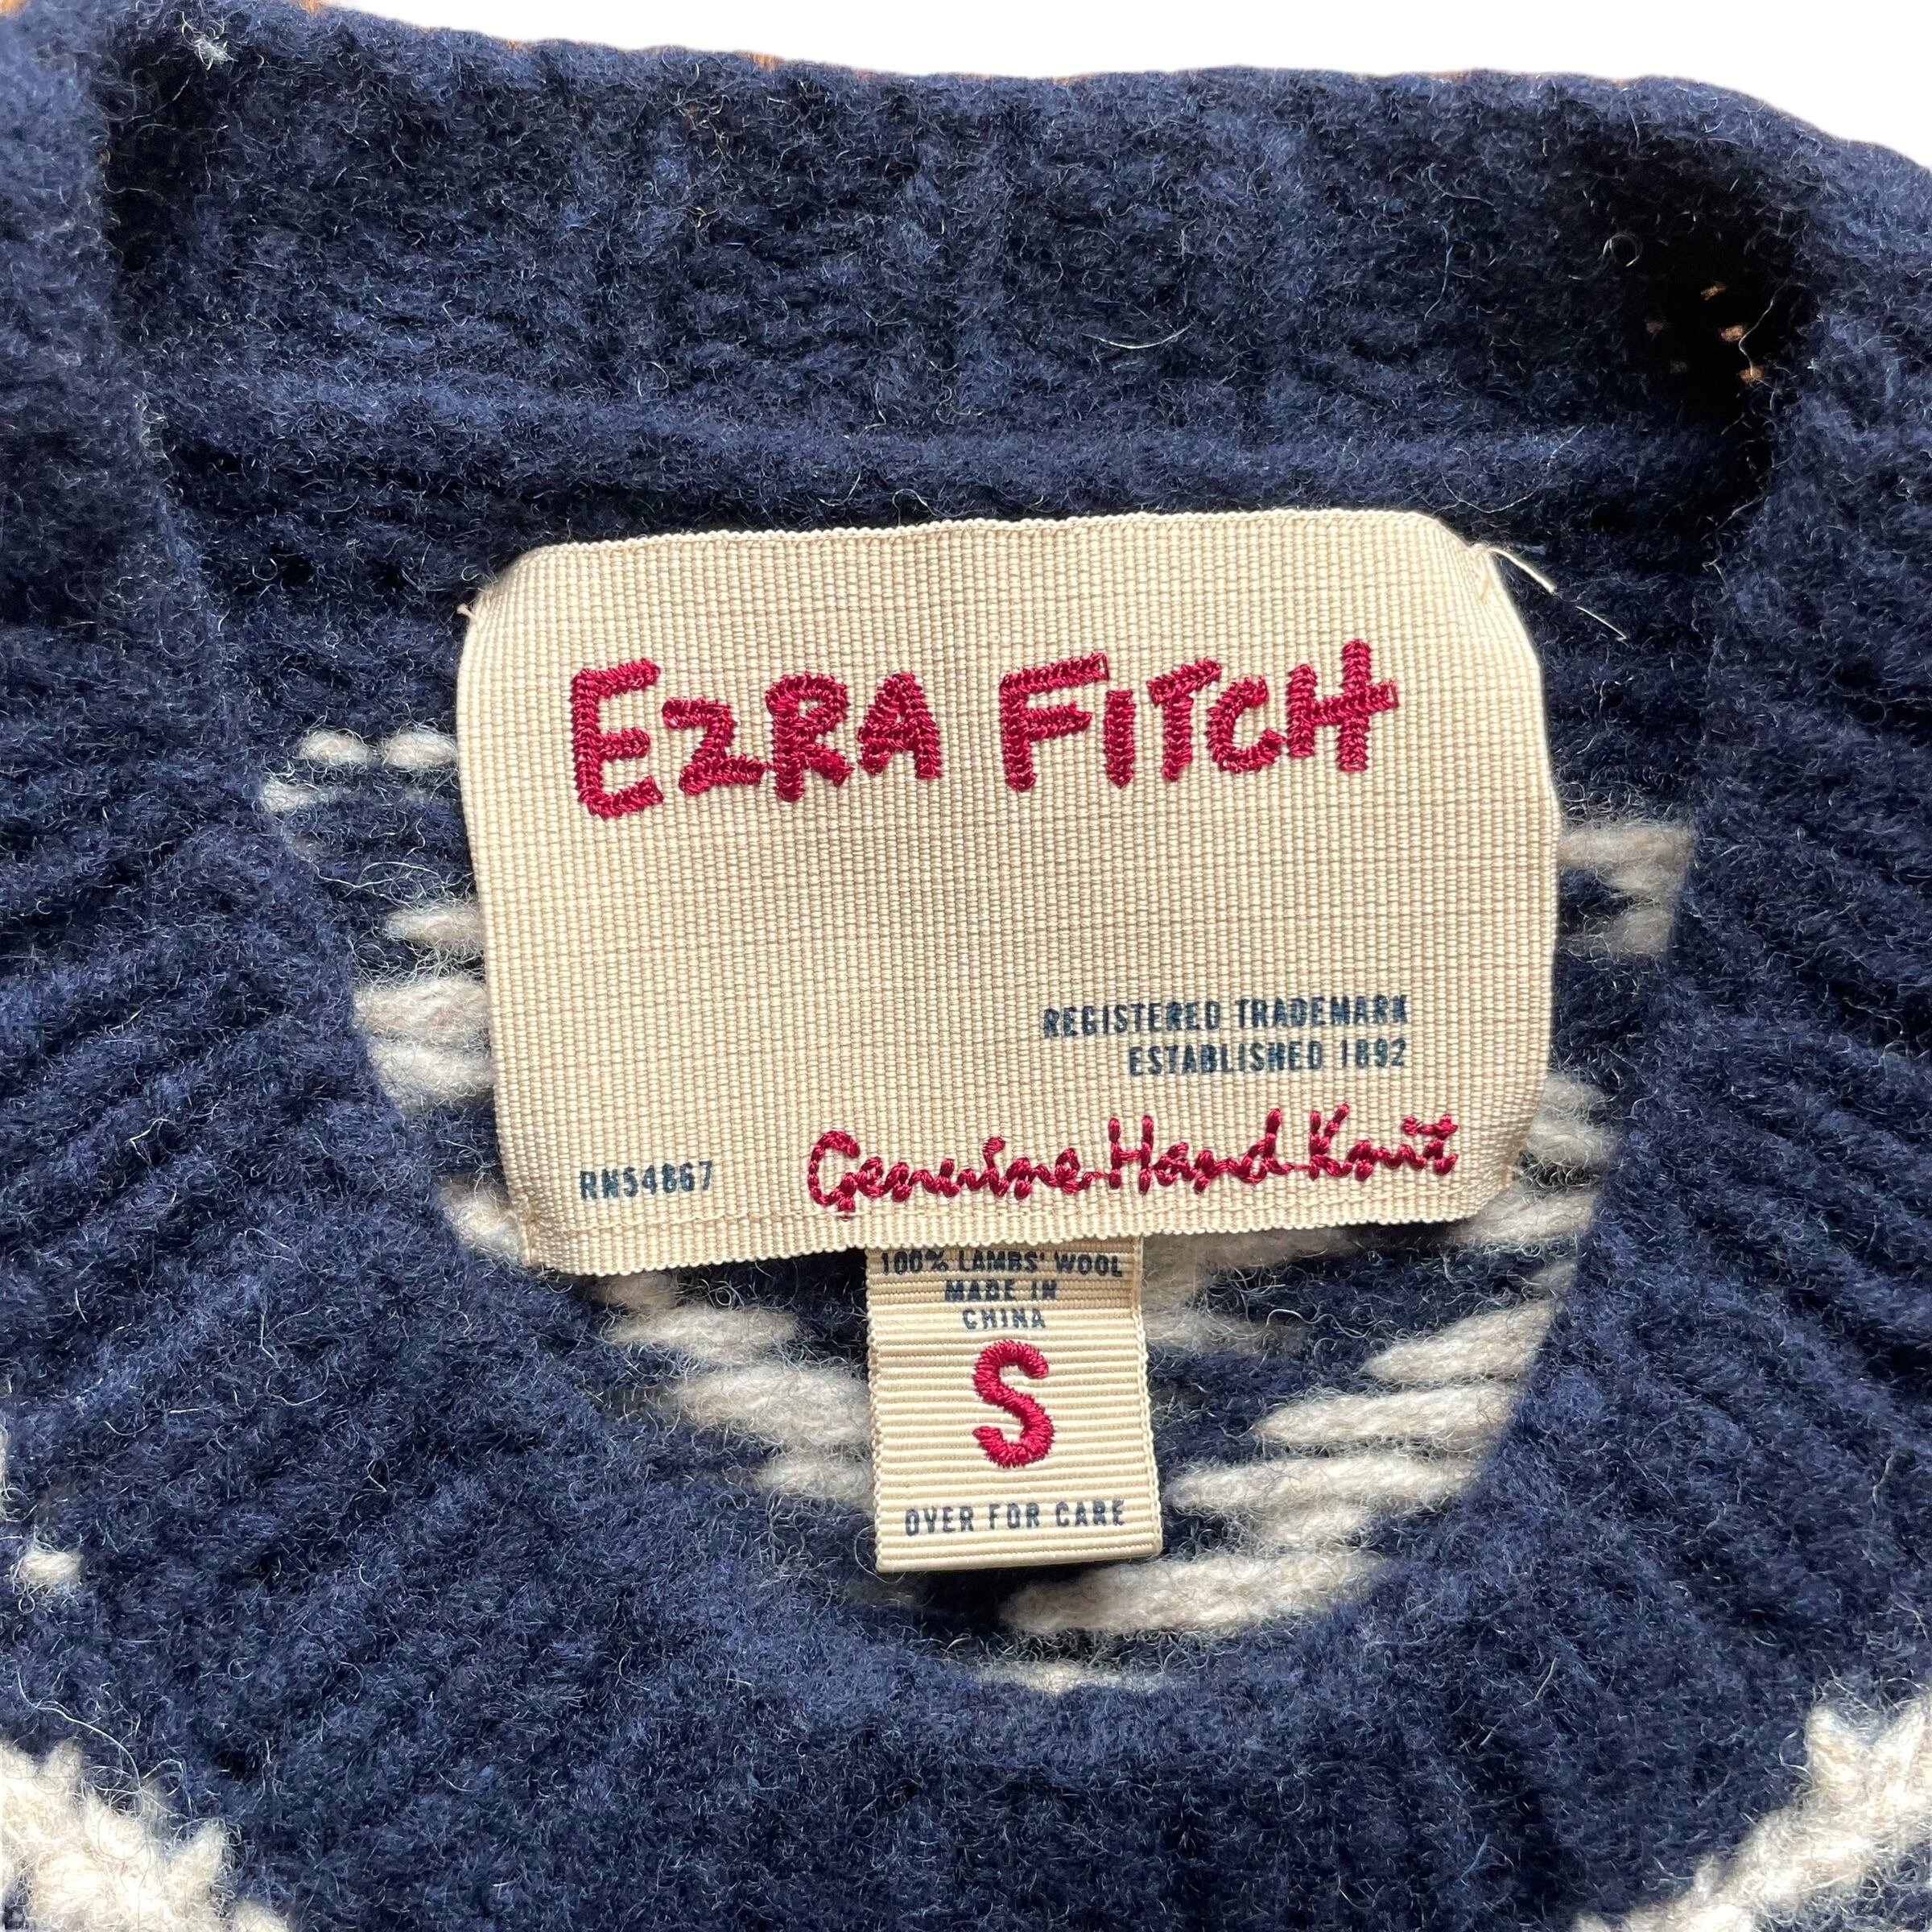 EZRA FITCH
REGISTERED TRADEMARK
ESTABLISHED 1892
RN54867
Genuine Hand Knit
100% LAMBS' WOOL
MADE IN
CHINA
S
OVER FOR CARE